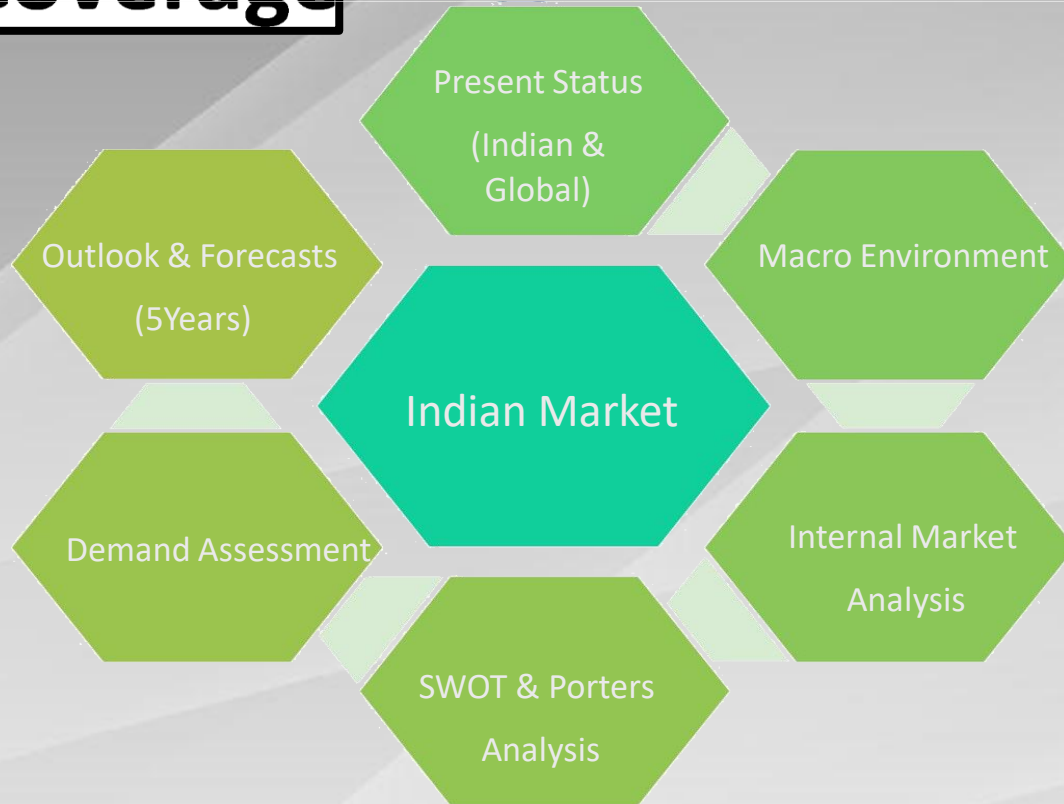 Coverage
Present Status
(Indian &
Global)
Macro Environment
Internal Market
Analysis
SWOT & Porters
Analysis
Demand Assessment
Outlook & Forecasts
(5Years)
Indian Market